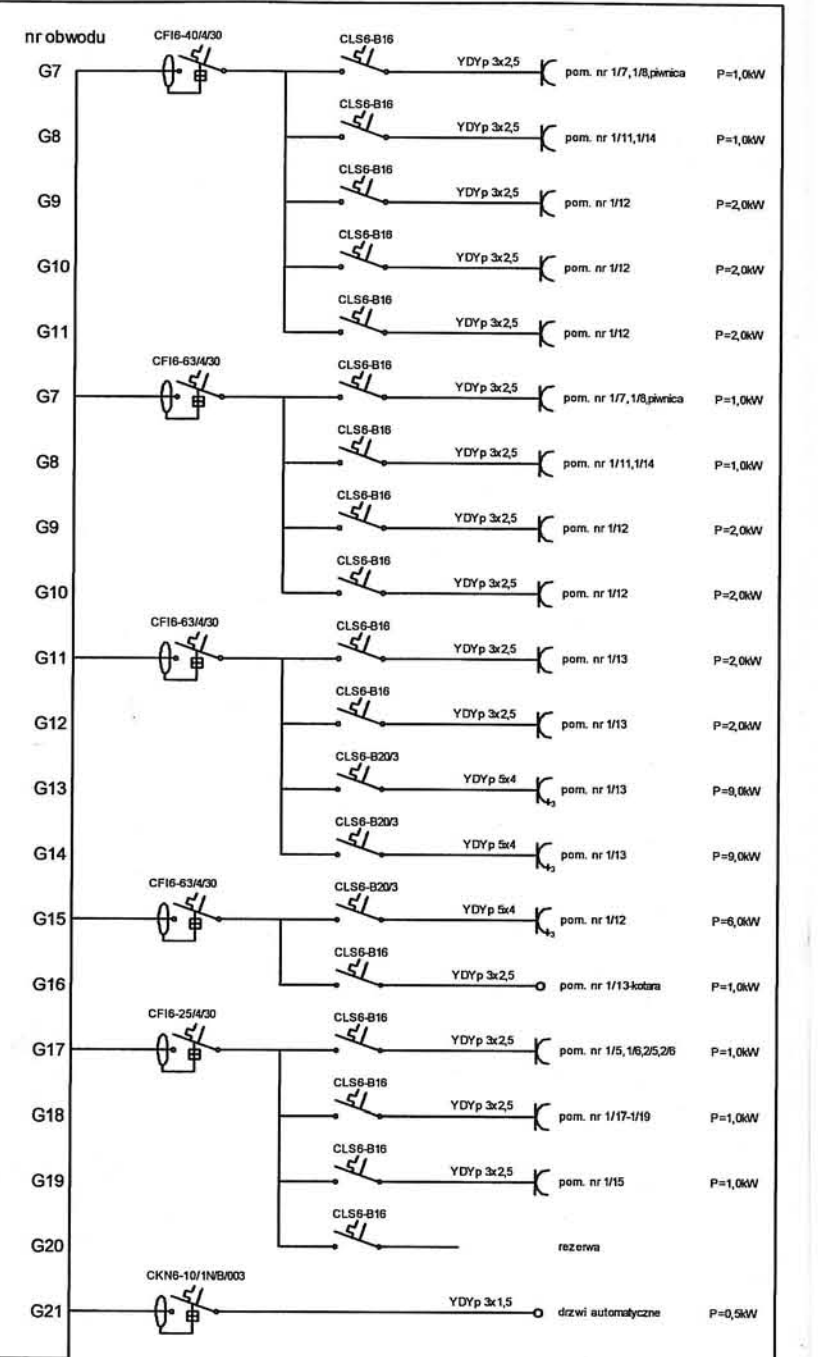 nr obwodu CFI6-40/4/30 CLS6-B16
G7 YDYp 3x2,5 pom. nr 1/7,1/8,piwnica P=1,0kW
CLS6-B16
G8 YDYp 3x2,5 pom. nr 1/11,1/14 P=1,0kW
CLS6-B16
G9 YDYp 3x2,5 pom. nr 1/12 P=2,0kW
CLS6-B16
G10 YDYp 3x2,5 pom. nr 1/12 P=2,0kW
CLS6-B16
G11 YDYp 3x2,5 pom. nr 1/12 P=2,0kW
CFI6-63/4/30 CLS6-B16
G7 YDYp 3x2,5 pom. nr 1/7,1/8,piwnica P=1,0kW
CLS6-B16
G8 YDYp 3x2,5 pom. nr 1/11,1/14 P=1,0kW
CLS6-B16
G9 YDYp 3x2,5 pom. nr 1/12 P=2,0kW
CLS6-B16
G10 YDYp 3x2,5 pom. nr 1/12 P=2,0kW
CFI6-63/4/30 CLS6-B16
G11 YDYp 3x2,5 pom. nr 1/13 P=2,0kW
CLS6-B16
G12 YDYp 3x2,5 pom. nr 1/13 P=2,0kW
CLS6-B20/3
G13 YDYp 5x4 3 pom. nr 1/13 P=9,0kW
CLS6-B20/3
G14 YDYp 5x4 3 pom. nr 1/13 P=9,0kW
CFI6-63/4/30 CLS6-B20/3
G15 YDYp 5x4 3 pom. nr 1/12 P=6,0kW
CLS6-B16
G16 YDYp 3x2,5 pom. nr 1/13-kotara P=1,0kW
CFI6-25/4/30 CLS6-B16
G17 YDYp 3x2,5 pom. nr 1/5,1/6,2/5,2/6 P=1,0kW
CLS6-B16
G18 YDYp 3x2,5 pom. nr 1/17-1/19 P=1,0kW
CLS6-B16
G19 YDYp 3x2,5 pom. nr 1/15 P=1,0kW
CLS6-B16
G20 rezerwa
CKN6-10/1N/B/003
G21 YDYp 3x1,5 drzwi automatyczne P=0,5kW